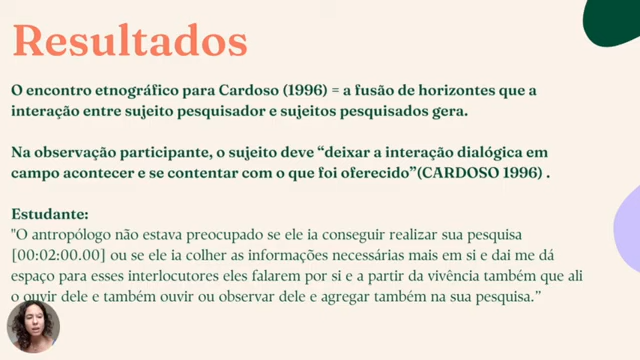 Resultados
O encontro etnográfico para Cardoso (1996) = a fusão de horizontes que a
interação entre sujeito pesquisador e sujeitos pesquisados gera.
Na observação participante, o sujeito deve “deixar a interação dialógica em
campo acontecer e se contentar com o que foi oferecido”(CARDOSO 1996) .
Estudante:
"O antropólogo não estava preocupado se ele ia conseguir realizar sua pesquisa
[00:02:00.00] ou se ele ia colher as informações necessárias mais em si e dai me dá
espaço para esses interlocutores eles falarem por si e a partir da vivência também que ali
o ouvir dele e também ouvir ou observar dele e agregar também na sua pesquisa.”